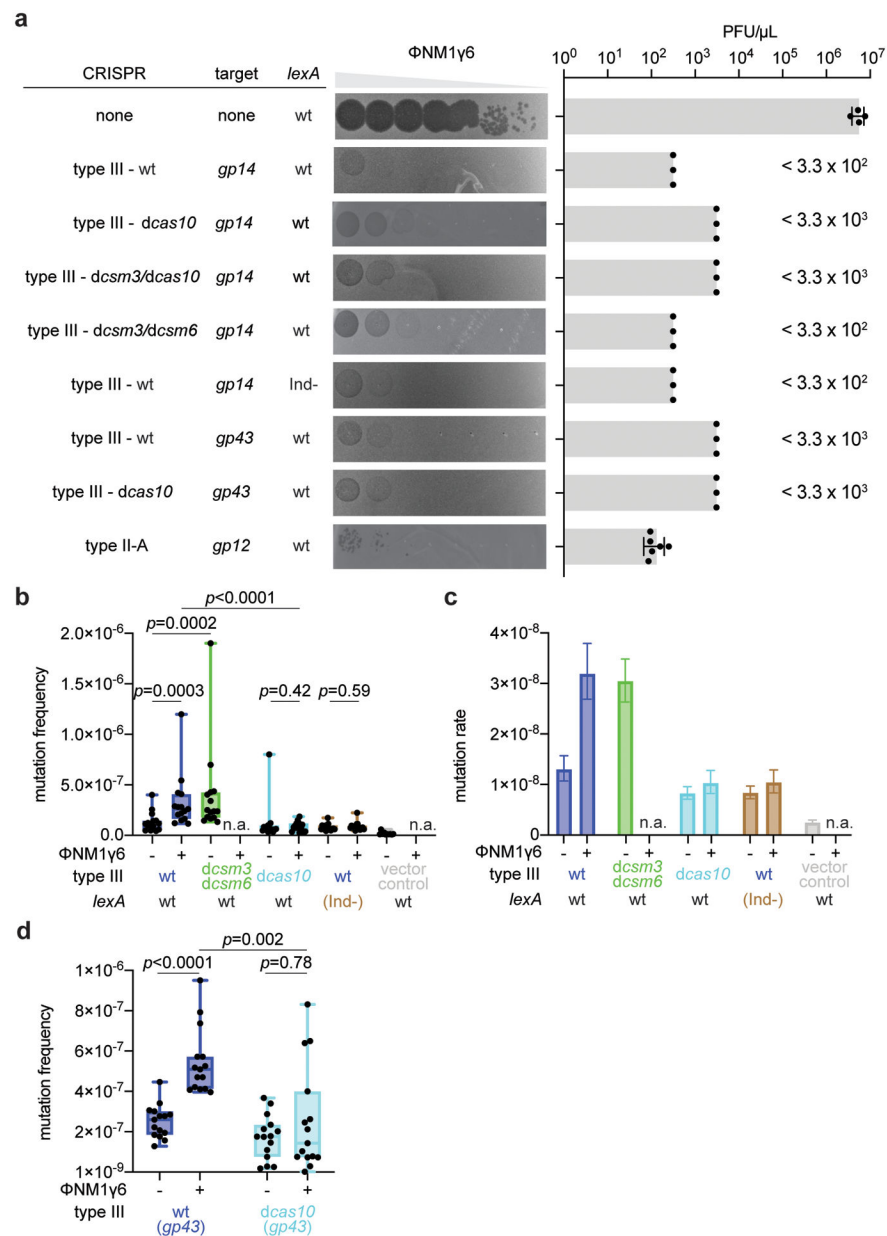 a
ΦNM1γ6
PFU/µL
CRISPR target lexA
10⁰ 10¹ 10² 10³ 10⁴ 10⁵ 10⁶ 10⁷
none none wt
type III - wt gp14 wt < 3.3 x 10²
type III - dcas10 gp14 wt < 3.3 x 10³
type III - dcsm3/dcas10 gp14 wt < 3.3 x 10³
type III - dcsm3/dcsm6 gp14 wt < 3.3 x 10²
type III - wt gp14 Ind- < 3.3 x 10²
type III - wt gp43 wt < 3.3 x 10³
type III - dcas10 gp43 wt < 3.3 x 10³
type II-A gp12 wt
b
mutation frequency
2.0×10⁻⁶
1.5×10⁻⁶
1.0×10⁻⁶
5.0×10⁻⁷
0.0
p<0.0001
p=0.0002
p=0.0003 p=0.42 p=0.59
n.a. n.a.
ΦNM1γ6 - + - + - + - + - +
type III wt dcsm3 dcsm6 dcas10 wt vector control
lexA wt wt wt (Ind-) wt
c
mutation rate
4×10⁻⁸
3×10⁻⁸
2×10⁻⁸
1×10⁻⁸
0
n.a. n.a.
ΦNM1γ6 - + - + - + - + - +
type III wt dcsm3 dcsm6 dcas10 wt vector control
lexA wt wt wt (Ind-) wt
d
mutation frequency
1×10⁻⁶
8×10⁻⁷
6×10⁻⁷
4×10⁻⁷
2×10⁻⁷
1×10⁻⁹
p=0.002
p<0.0001 p=0.78
ΦNM1γ6 - + - +
type III wt dcas10
(gp43) (gp43)